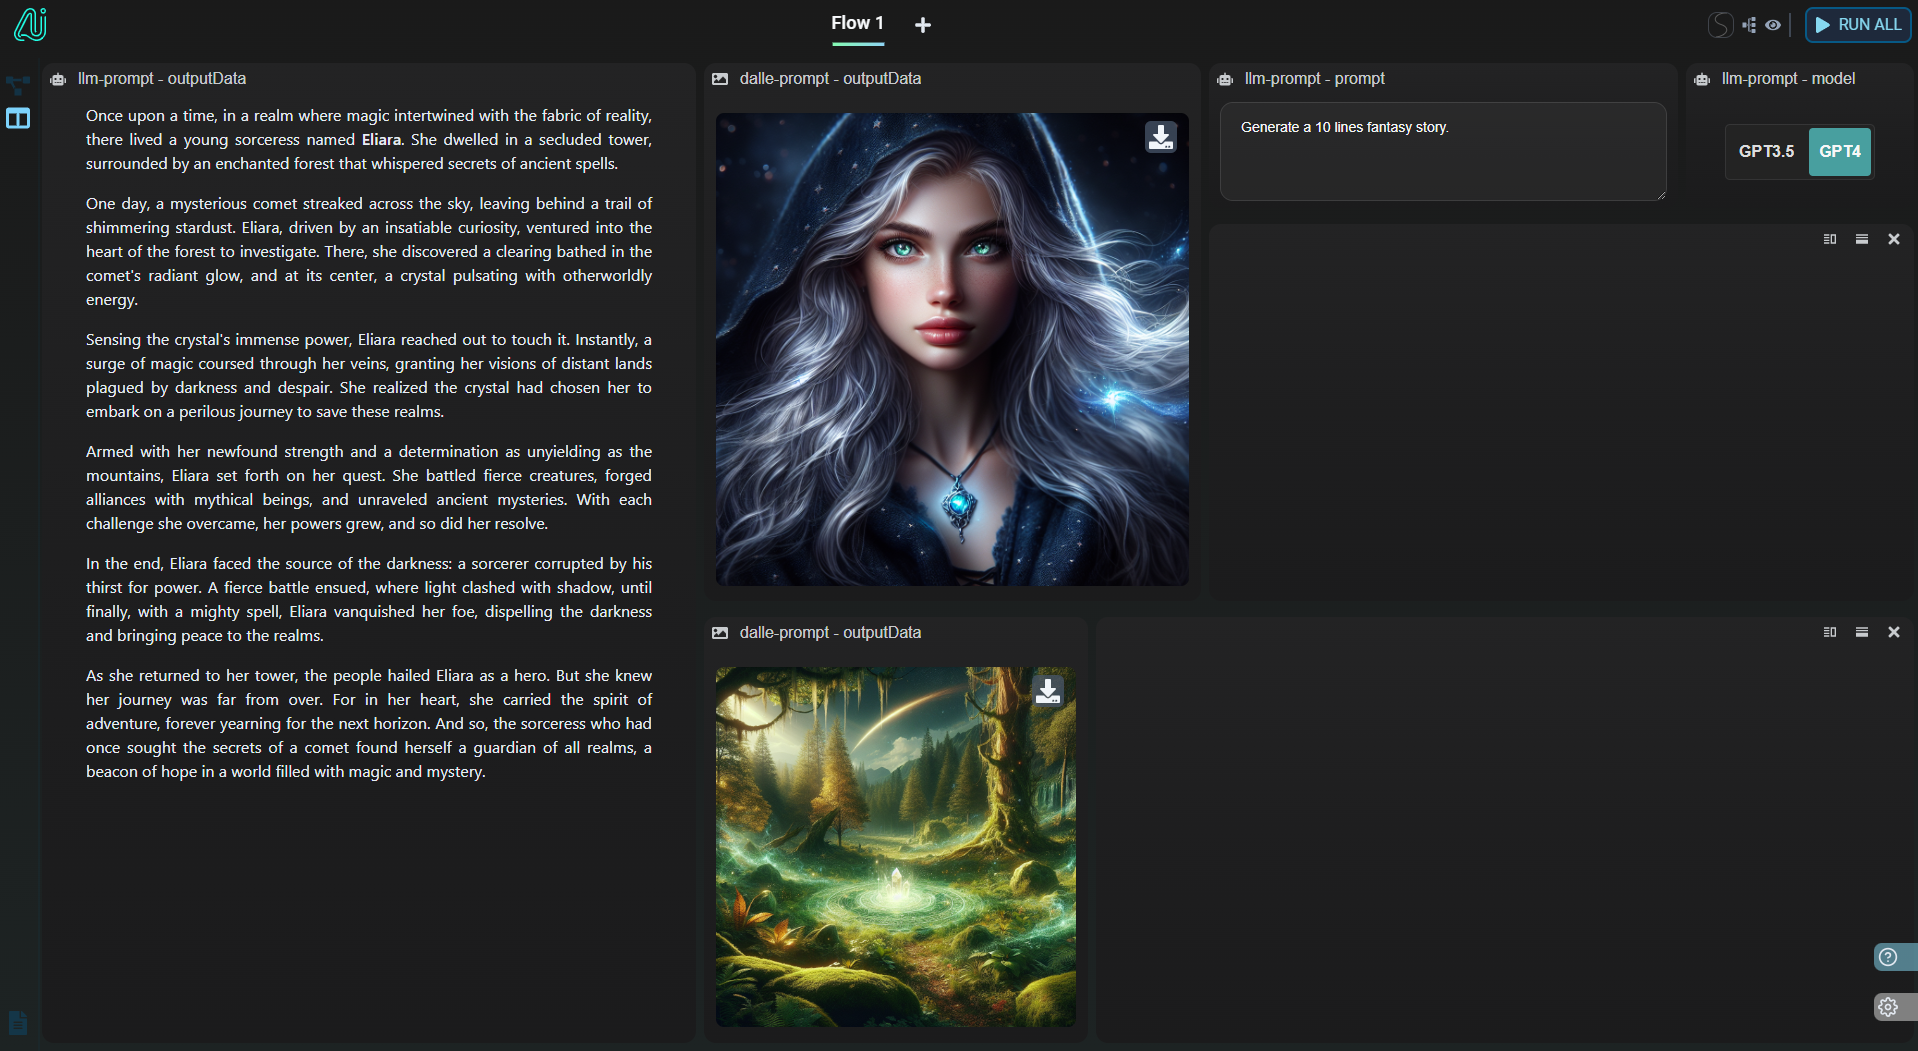 Flow 1
RUN ALL
llm-prompt - outputData
Once upon a time, in a realm where magic intertwined with the fabric of reality,
there lived a young sorceress named Eliara. She dwelled in a secluded tower,
surrounded by an enchanted forest that whispered secrets of ancient spells.
One day, a mysterious comet streaked across the sky, leaving behind a trail of
shimmering stardust. Eliara, driven by an insatiable curiosity, ventured into the
heart of the forest to investigate. There, she discovered a clearing bathed in the
comet's radiant glow, and at its center, a crystal pulsating with otherworldly
energy.
Sensing the crystal's immense power, Eliara reached out to touch it. Instantly, a
surge of magic coursed through her veins, granting her visions of distant lands
plagued by darkness and despair. She realized the crystal had chosen her to
embark on a perilous journey to save these realms.
Armed with her newfound strength and a determination as unyielding as the
mountains, Eliara set forth on her quest. She battled fierce creatures, forged
alliances with mythical beings, and unraveled ancient mysteries. With each
challenge she overcame, her powers grew, and so did her resolve.
In the end, Eliara faced the source of the darkness: a sorcerer corrupted by his
thirst for power. A fierce battle ensued, where light clashed with shadow, until
finally, with a mighty spell, Eliara vanquished her foe, dispelling the darkness
and bringing peace to the realms.
As she returned to her tower, the people hailed Eliara as a hero. But she knew
her journey was far from over. For in her heart, she carried the spirit of
adventure, forever yearning for the next horizon. And so, the sorceress who had
once sought the secrets of a comet found herself a guardian of all realms, a
beacon of hope in a world filled with magic and mystery.
dalle-prompt - outputData
llm-prompt - prompt
Generate a 10 lines fantasy story.
llm-prompt - model
GPT3.5 GPT4
dalle-prompt - outputData